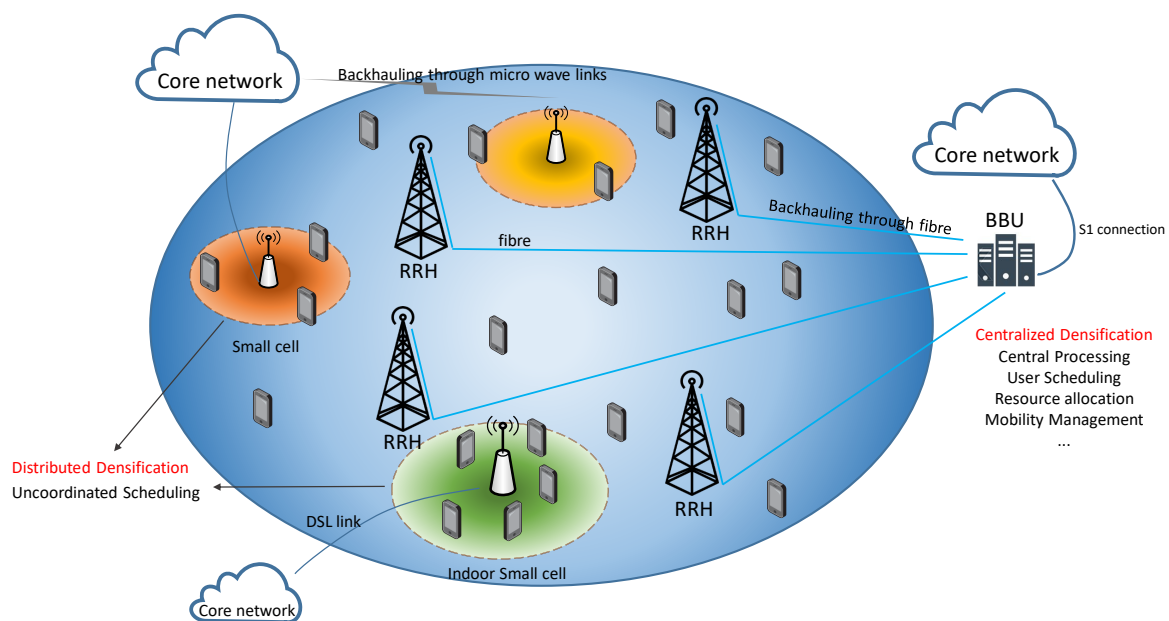 Core network
Backhauling through micro wave links
Core network
RRH
RRH
Backhauling through fibre
BBU
S1 connection
fibre
RRH
Small cell
Centralized Densification
Central Processing
User Scheduling
Resource allocation
Mobility Management
...
RRH
Distributed Densification
Uncoordinated Scheduling
DSL link
Indoor Small cell
Core network